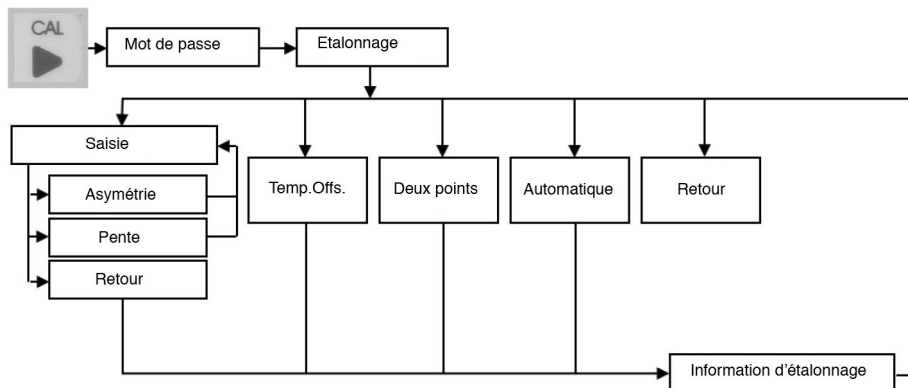 CAL
Mot de passe
Etalonnage
Saisie
Asymétrie
Pente
Retour
Temp.Offs.
Deux points
Automatique
Retour
Information d'étalonnage